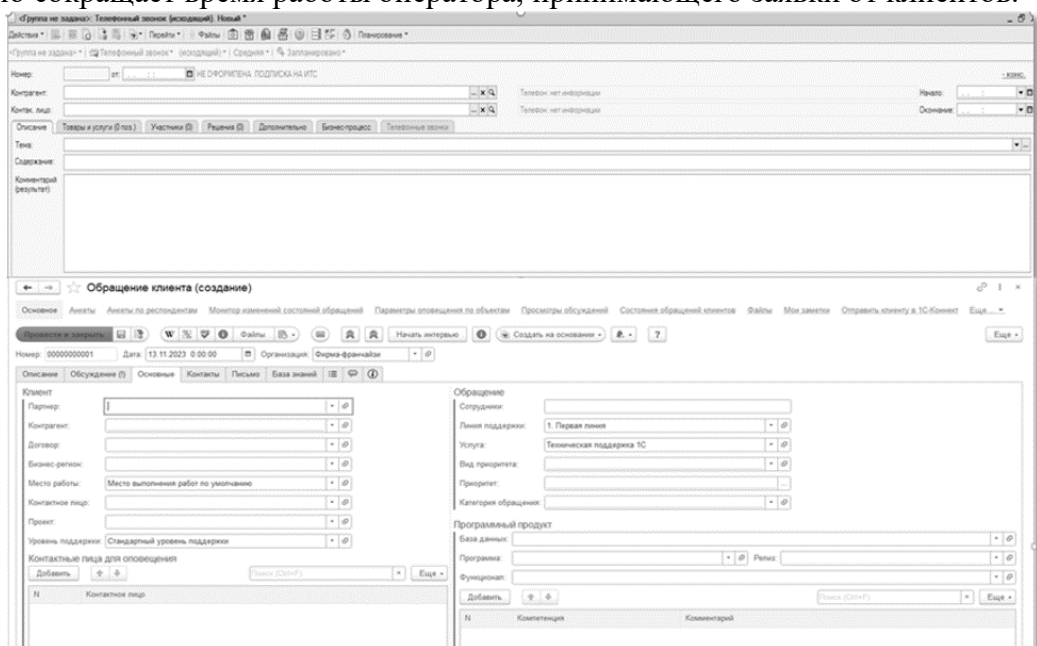 но сокращает время работы оператора, принимающего заявки от клиентов.
<Группа не задана>: Телефонный звонок (исходящий). Новый *
Действия Перейти Файлы Планирование
<Группа не задана> Телефонный звонок (исходящий) Средняя Запланировано
Номер: от: . . : : НЕ ОФОРМЛЕНА ПОДПИСКА НА ИТС - конс.
Контрагент: ... x Телефон: нет информации Начало: . . :
Контак. лицо: ... x Телефон: нет информации Окончание: . . :
Описание Товары и услуги (0 поз.) Участники (0) Решения (0) Дополнительно Бизнес-процесс Телефонные звонки
Тема:
Содержание:
Комментарий
(результат):
Обращение клиента (создание)
Основное Анкеты Анкеты по респондентам Монитор изменений состояний обращений Параметры оповещения по объектам Просмотры обсуждений Состояния обращений клиентов Файлы Мои заметки Отправить клиенту в 1С-Коннект Еще...
Провести и закрыть W Файлы Начать интервью Создать на основании ? Еще
Номер: 00000000001 Дата: 13.11.2023 0:00:00 Организация: Фирма-франчайзи
Описание Обсуждение (!) Основные Контакты Письмо База знаний
Клиент
Партнер:
Контрагент:
Договор:
Бизнес-регион:
Место работы: Место выполнения работ по умолчанию
Контактное лицо:
Проект:
Уровень поддержки: Стандартный уровень поддержки
Контактные лица для оповещения
Добавить Поиск (Ctrl+F) x Еще
N Контактное лицо
Обращение
Сотрудники:
Линия поддержки: 1. Первая линия
Услуга: Техническая поддержка 1С
Вид приоритета:
Приоритет: ...
Категория обращения:
Программный продукт
База данных:
Программа: Релиз:
Функционал:
Добавить Поиск (Ctrl+F) x Еще
N Компетенция Комментарий